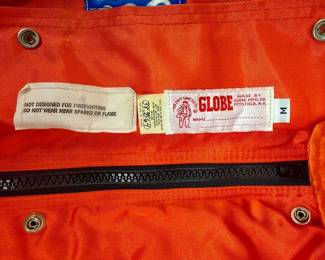 NOT DESIGNED FOR FIREFIGHTING
DO NOT WEAR NEAR SPARKS OR FLAME
GLOBE
MADE BY
GLOBE MFG. CO.
PITTSFIELD, N.H.
NAME
M